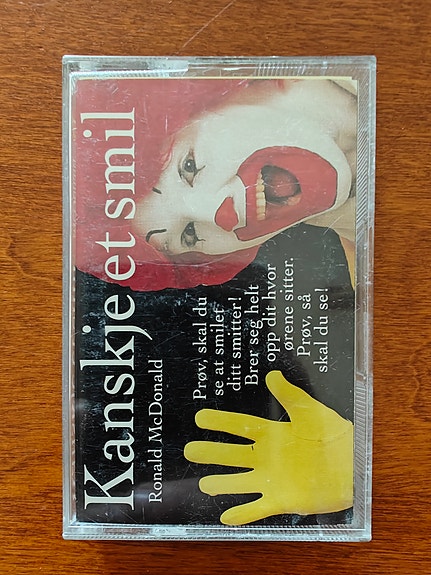 Kanskje et smil
Ronald McDonald
Prøv, skal du
se at smilet
ditt smitter!
Brer seg helt
opp dit hvor
ørene sitter.
Prøv, så
skal du se!